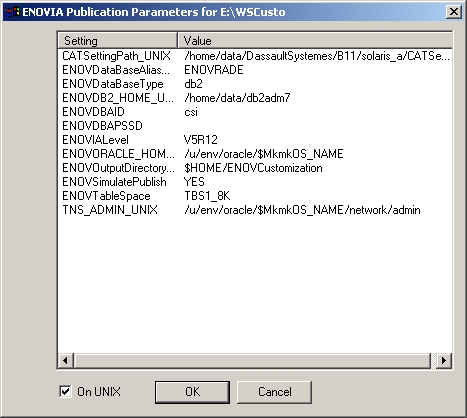 ENOVIA Publication Parameters for E:\WSCusto
Setting Value
CATSettingPath_UNIX /home/data/DassaultSystemes/B11/solaris_a/CATSe...
ENOVDataBaseAlias... ENOVRADE
ENOVDataBaseType db2
ENOVDB2_HOME_U... /home/data/db2adm7
ENOVDBAID csi
ENOVDBAPSSD
ENOVIALevel V5R12
ENOVORACLE_HOM... /u/env/oracle/$MkmkOS_NAME
ENOVOutputDirectory... $HOME/ENOVCustomization
ENOVSimulatePublish YES
ENOVTableSpace TBS1_8K
TNS_ADMIN_UNIX /u/env/oracle/$MkmkOS_NAME/network/admin
On UNIX OK Cancel